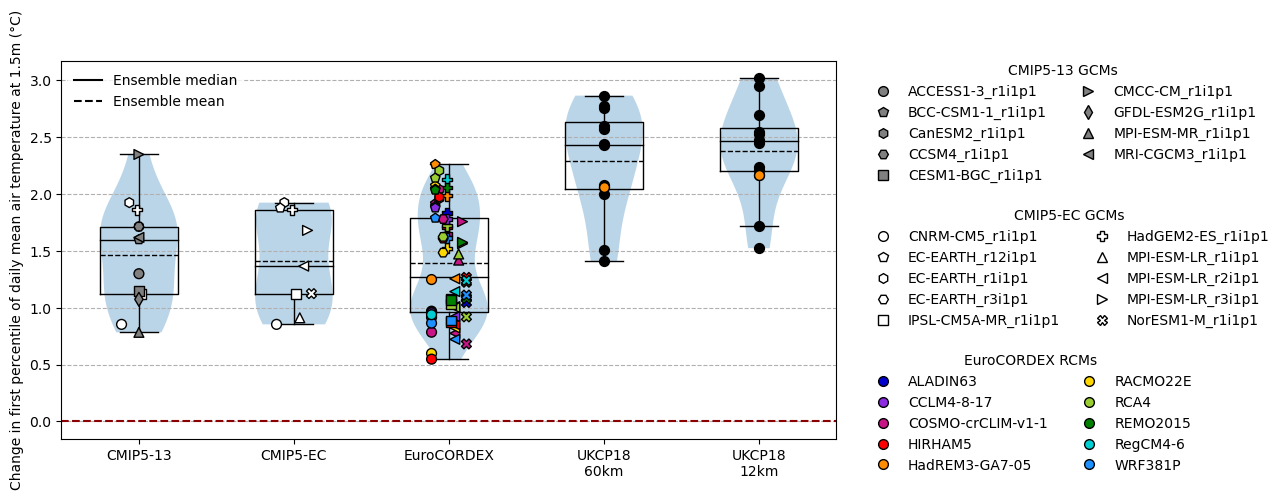 Change in first percentile of daily mean air temperature at 1.5m (°C)
3.0
2.5
2.0
1.5
1.0
0.5
0.0
Ensemble median
Ensemble mean
CMIP5-13
CMIP5-EC
EuroCORDEX
UKCP18
60km
UKCP18
12km
CMIP5-13 GCMs
ACCESS1-3_r1i1p1
BCC-CSM1-1_r1i1p1
CanESM2_r1i1p1
CCSM4_r1i1p1
CESM1-BGC_r1i1p1
CMCC-CM_r1i1p1
GFDL-ESM2G_r1i1p1
MPI-ESM-MR_r1i1p1
MRI-CGCM3_r1i1p1
CMIP5-EC GCMs
CNRM-CM5_r1i1p1
EC-EARTH_r12i1p1
EC-EARTH_r1i1p1
EC-EARTH_r3i1p1
IPSL-CM5A-MR_r1i1p1
HadGEM2-ES_r1i1p1
MPI-ESM-LR_r1i1p1
MPI-ESM-LR_r2i1p1
MPI-ESM-LR_r3i1p1
NorESM1-M_r1i1p1
EuroCORDEX RCMs
ALADIN63
CCLM4-8-17
COSMO-crCLIM-v1-1
HIRHAM5
HadREM3-GA7-05
RACMO22E
RCA4
REMO2015
RegCM4-6
WRF381P